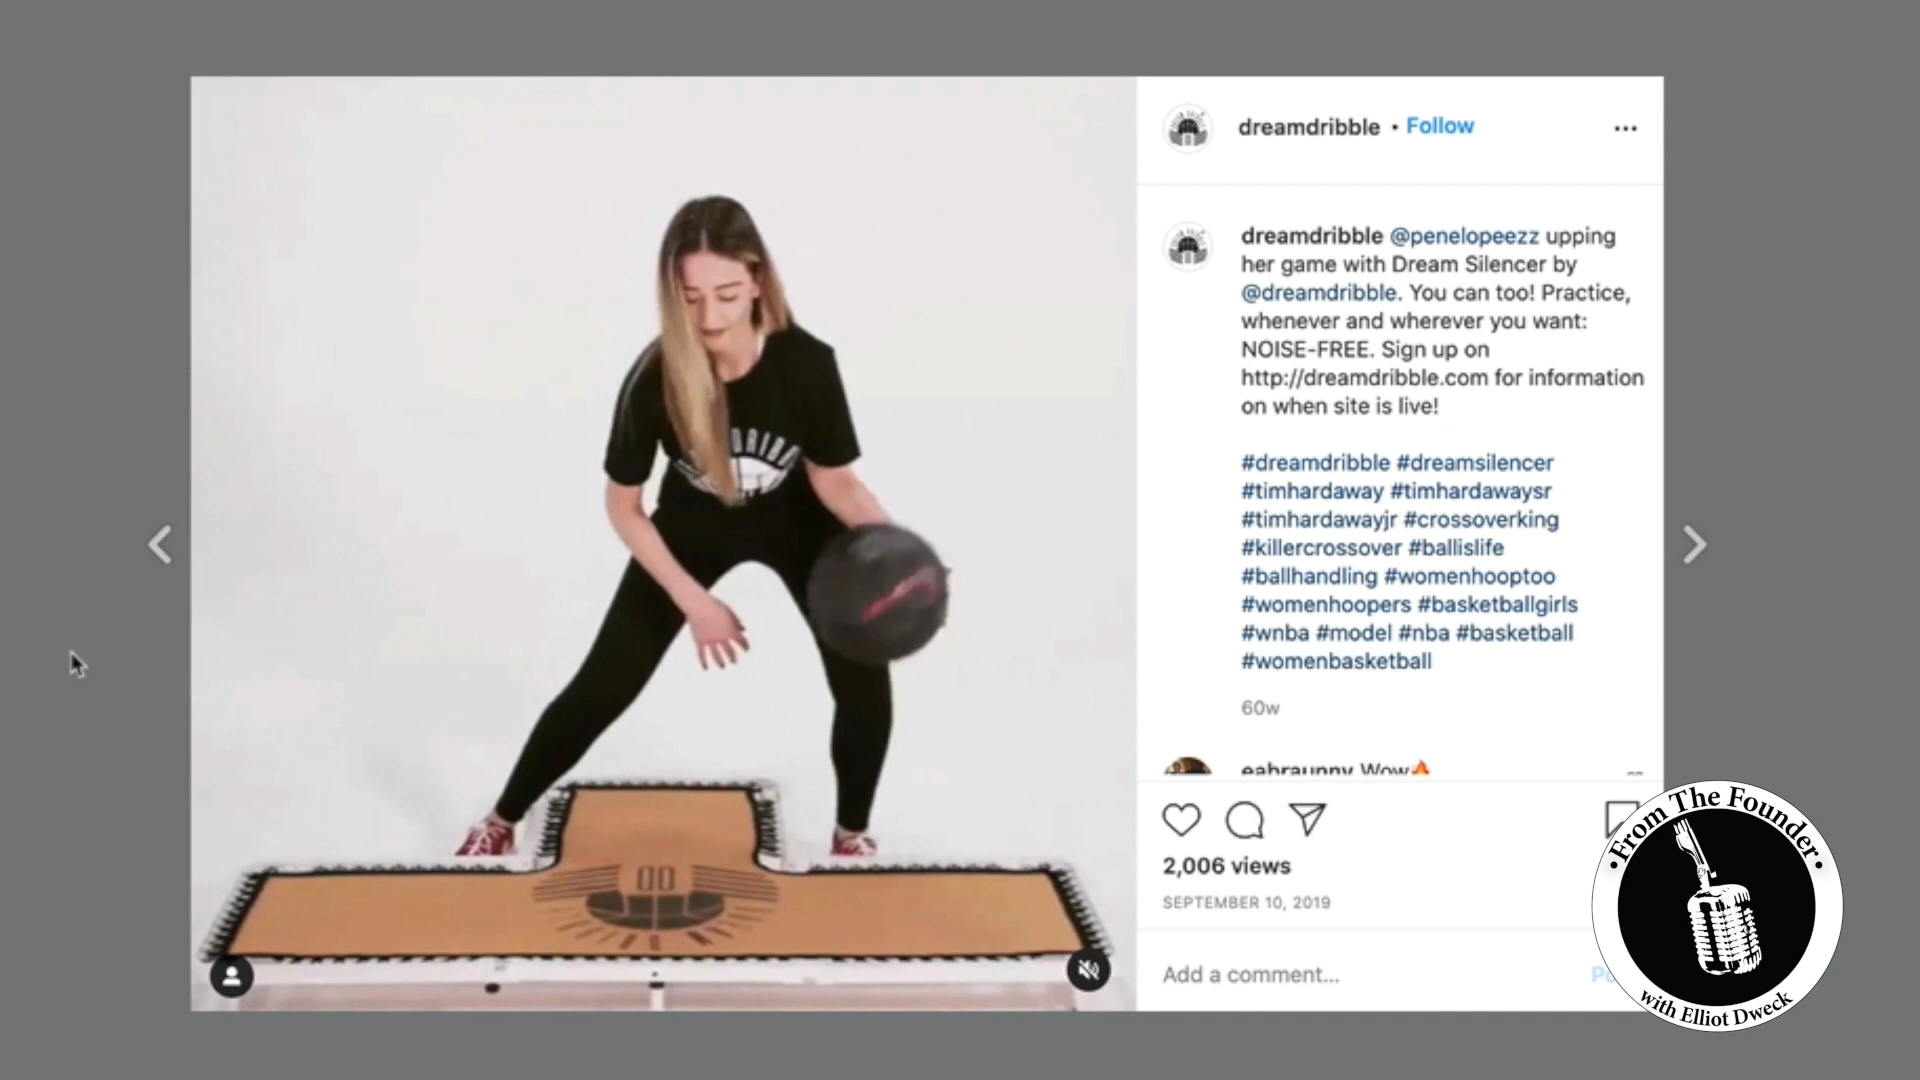 dreamdribble • Follow
dreamdribble @penelopeezz upping
her game with Dream Silencer by
@dreamdribble. You can too! Practice,
whenever and wherever you want:
NOISE-FREE. Sign up on
http://dreamdribble.com for information
on when site is live!
#dreamdribble #dreamsilencer
#timhardaway #timhardawaysr
#timhardawayjr #crossoverking
#killercrossover #ballislife
#ballhandling #womenhooptoo
#womenhoopers #basketballgirls
#wnba #model #nba #basketball
#womenbasketball
60w
eabraunny Wow🔥
2,006 views
SEPTEMBER 10, 2019
Add a comment...
• From The Founder •
with Elliot Dweck